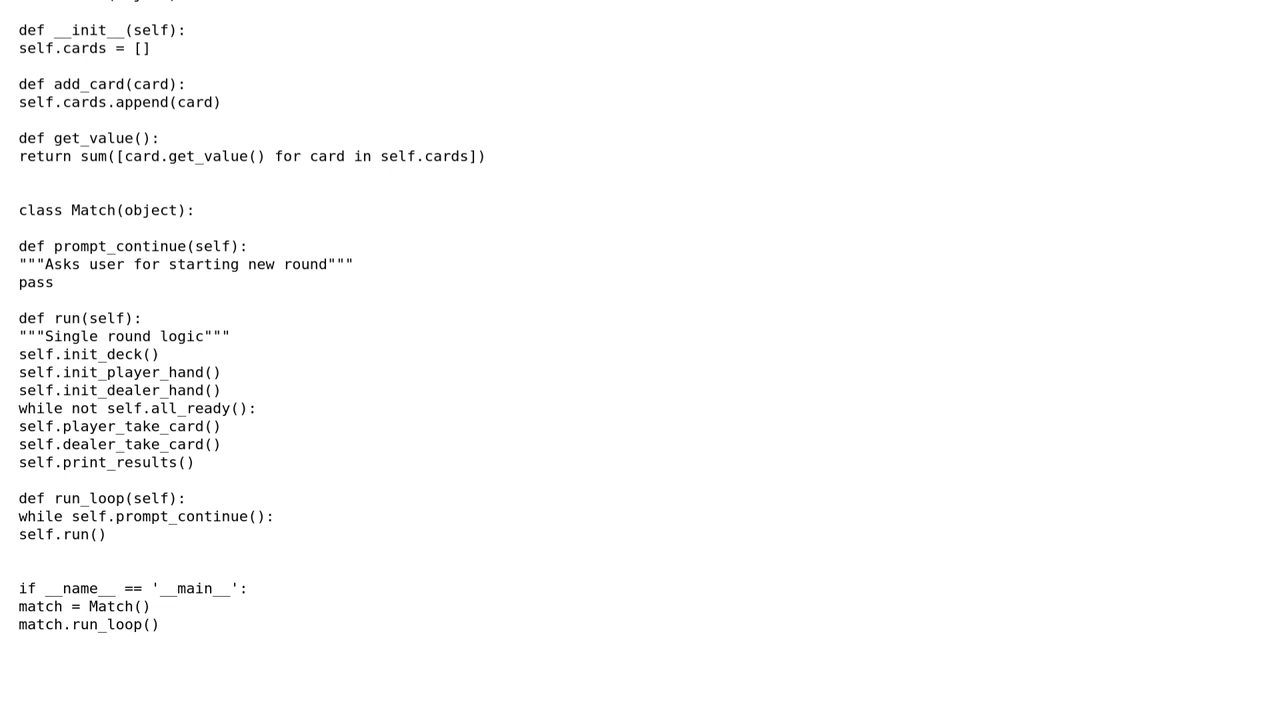 def __init__(self):
self.cards = []
def add_card(card):
self.cards.append(card)
def get_value():
return sum([card.get_value() for card in self.cards])
class Match(object):
def prompt_continue(self):
"""Asks user for starting new round"""
pass
def run(self):
"""Single round logic"""
self.init_deck()
self.init_player_hand()
self.init_dealer_hand()
while not self.all_ready():
self.player_take_card()
self.dealer_take_card()
self.print_results()
def run_loop(self):
while self.prompt_continue():
self.run()
if __name__ == '__main__':
match = Match()
match.run_loop()